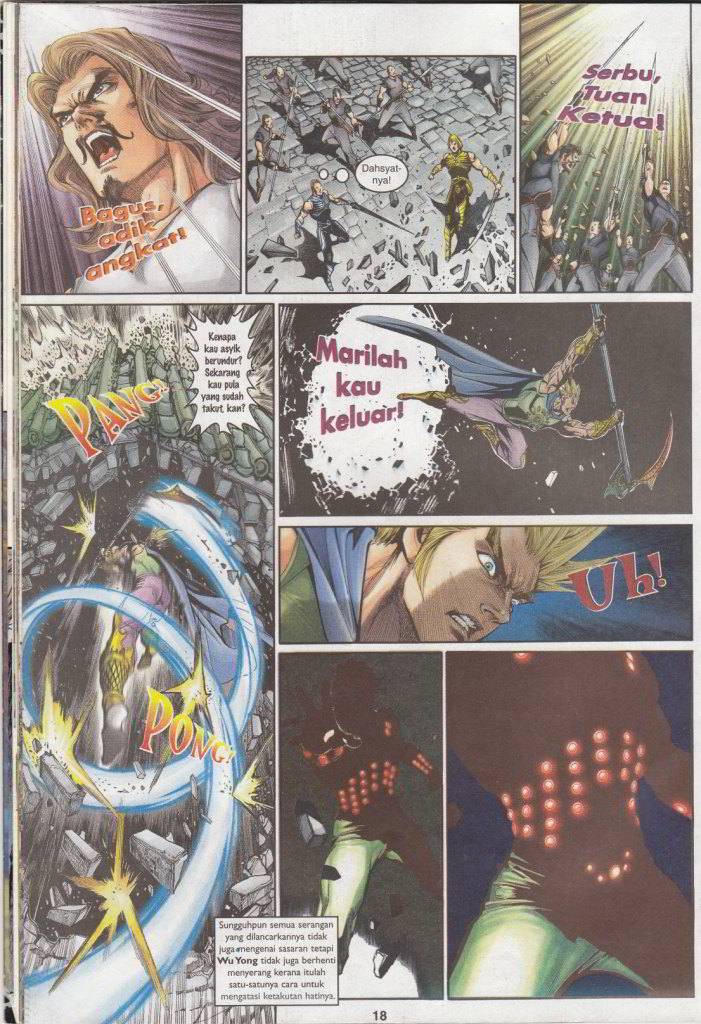 Bagus,
adik
angkat!
Dahsyat-
nya!
Serbu,
Tuan
Ketua!
Kenapa
kau asyik
berundur?
Sekarang
kau pula
yang sudah
takut, kan?
PANG!
PONG!
Marilah
kau
keluar!
Uh!
Sungguhpun semua serangan
yang dilancarkannya tidak
juga mengenai sasaran tetapi
Wu Yong tidak juga berhenti
menyerang kerana itulah
satu-satunya cara untuk
mengatasi ketakutan hatinya.
18